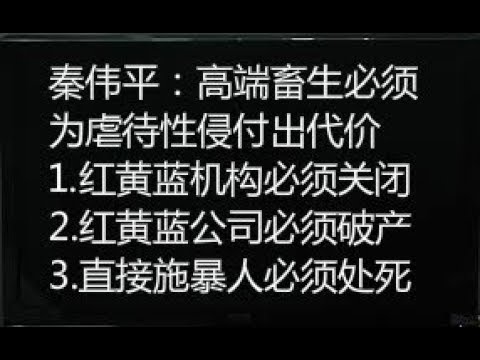 秦伟平：高端畜生必须
为虐待性侵付出代价
1.红黄蓝机构必须关闭
2.红黄蓝公司必须破产
3.直接施暴人必须处死